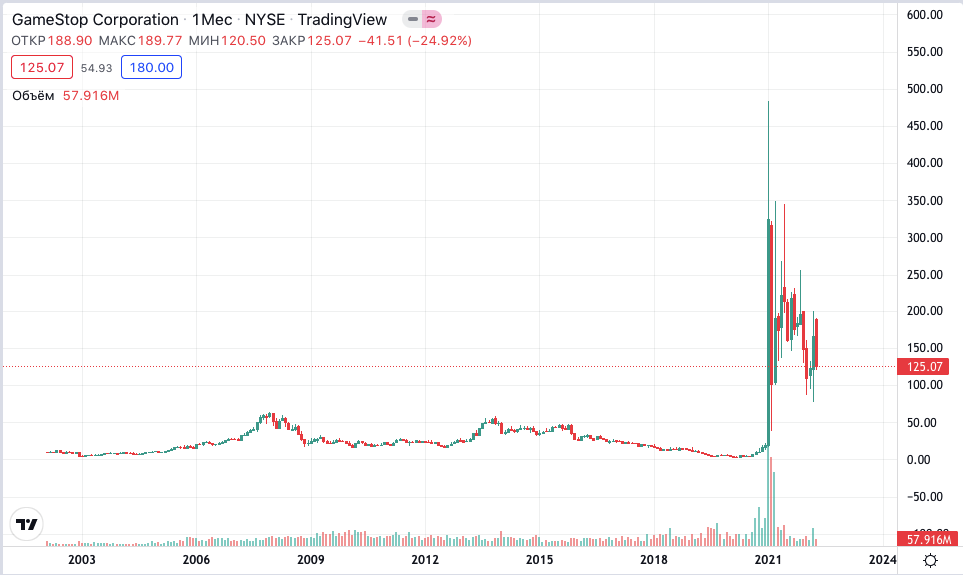 GameStop Corporation · 1Мес · NYSE · TradingView
ОТКР188.90 МАКС189.77 МИН120.50 ЗАКР125.07 −41.51 (−24.92%)
125.07 54.93 180.00
Объём 57.916M
600.00
550.00
500.00
450.00
400.00
350.00
300.00
250.00
200.00
150.00
125.07
100.00
50.00
0.00
−50.00
57.916M
2003 2006 2009 2012 2015 2018 2021 2024